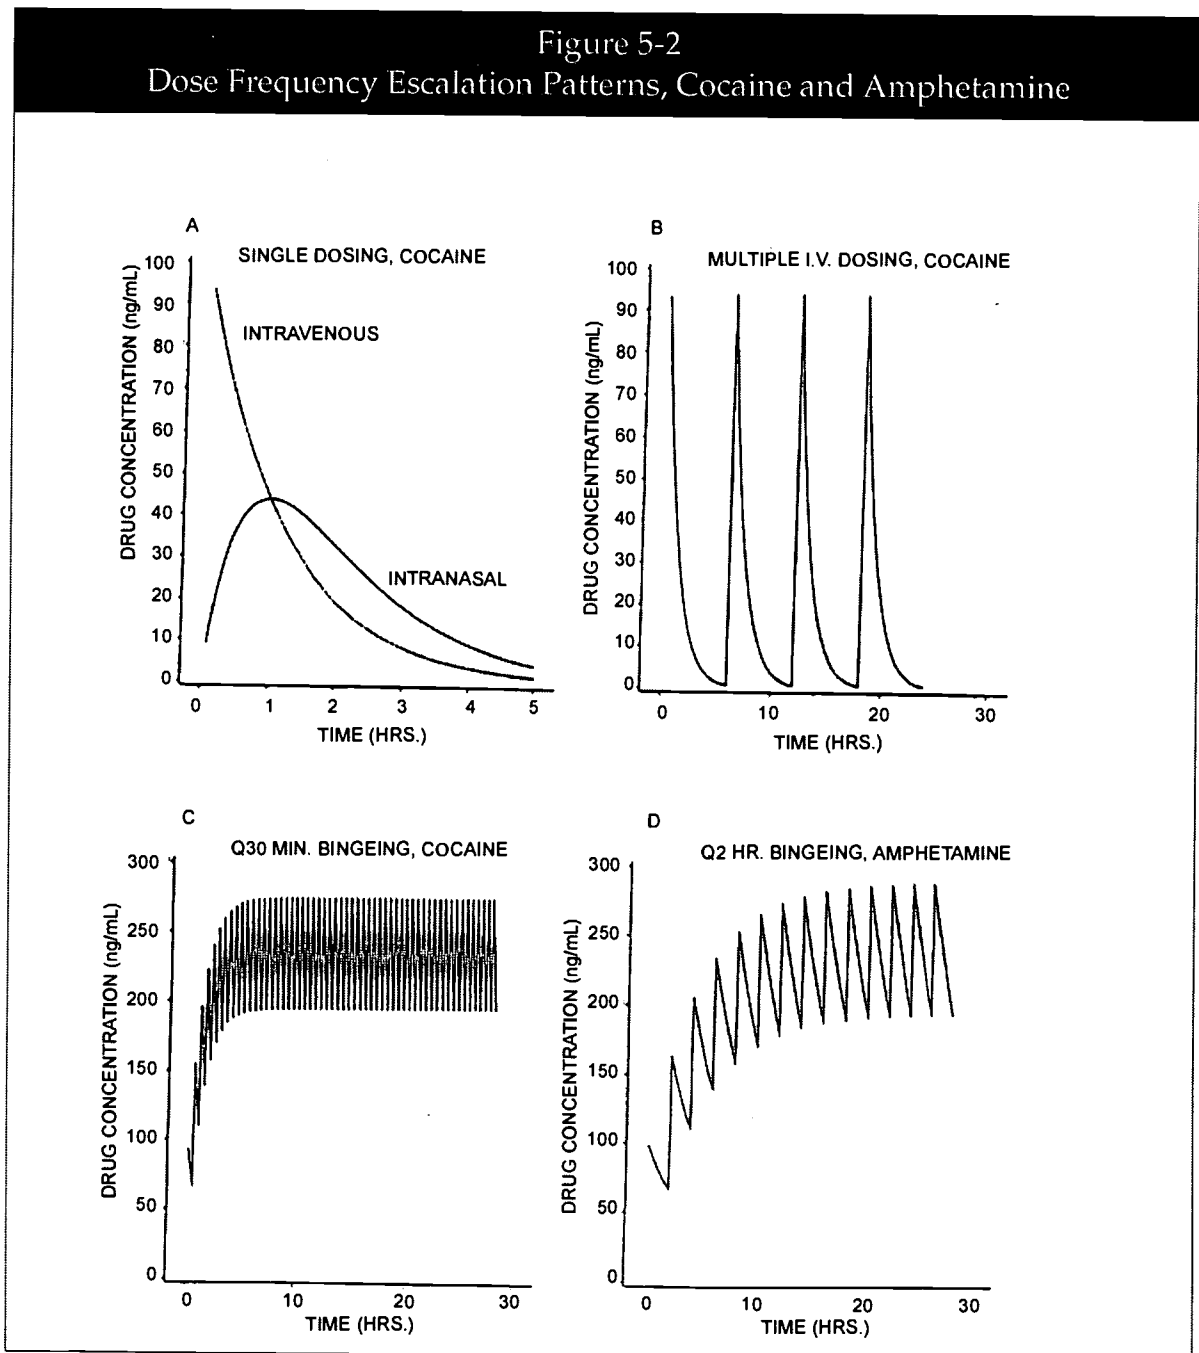 Figure 5-2
Dose Frequency Escalation Patterns, Cocaine and Amphetamine
A
SINGLE DOSING, COCAINE
DRUG CONCENTRATION (ng/mL)
100
90
80
70
60
50
40
30
20
10
0
INTRAVENOUS
INTRANASAL
0 1 2 3 4 5
TIME (HRS.)
B
MULTIPLE I.V. DOSING, COCAINE
DRUG CONCENTRATION (ng/mL)
100
90
80
70
60
50
40
30
20
10
0
0 10 20 30
TIME (HRS.)
C
Q30 MIN. BINGEING, COCAINE
DRUG CONCENTRATION (ng/mL)
300
250
200
150
100
50
0
0 10 20 30
TIME (HRS.)
D
Q2 HR. BINGEING, AMPHETAMINE
DRUG CONCENTRATION (ng/mL)
300
250
200
150
100
50
0
0 10 20 30
TIME (HRS.)